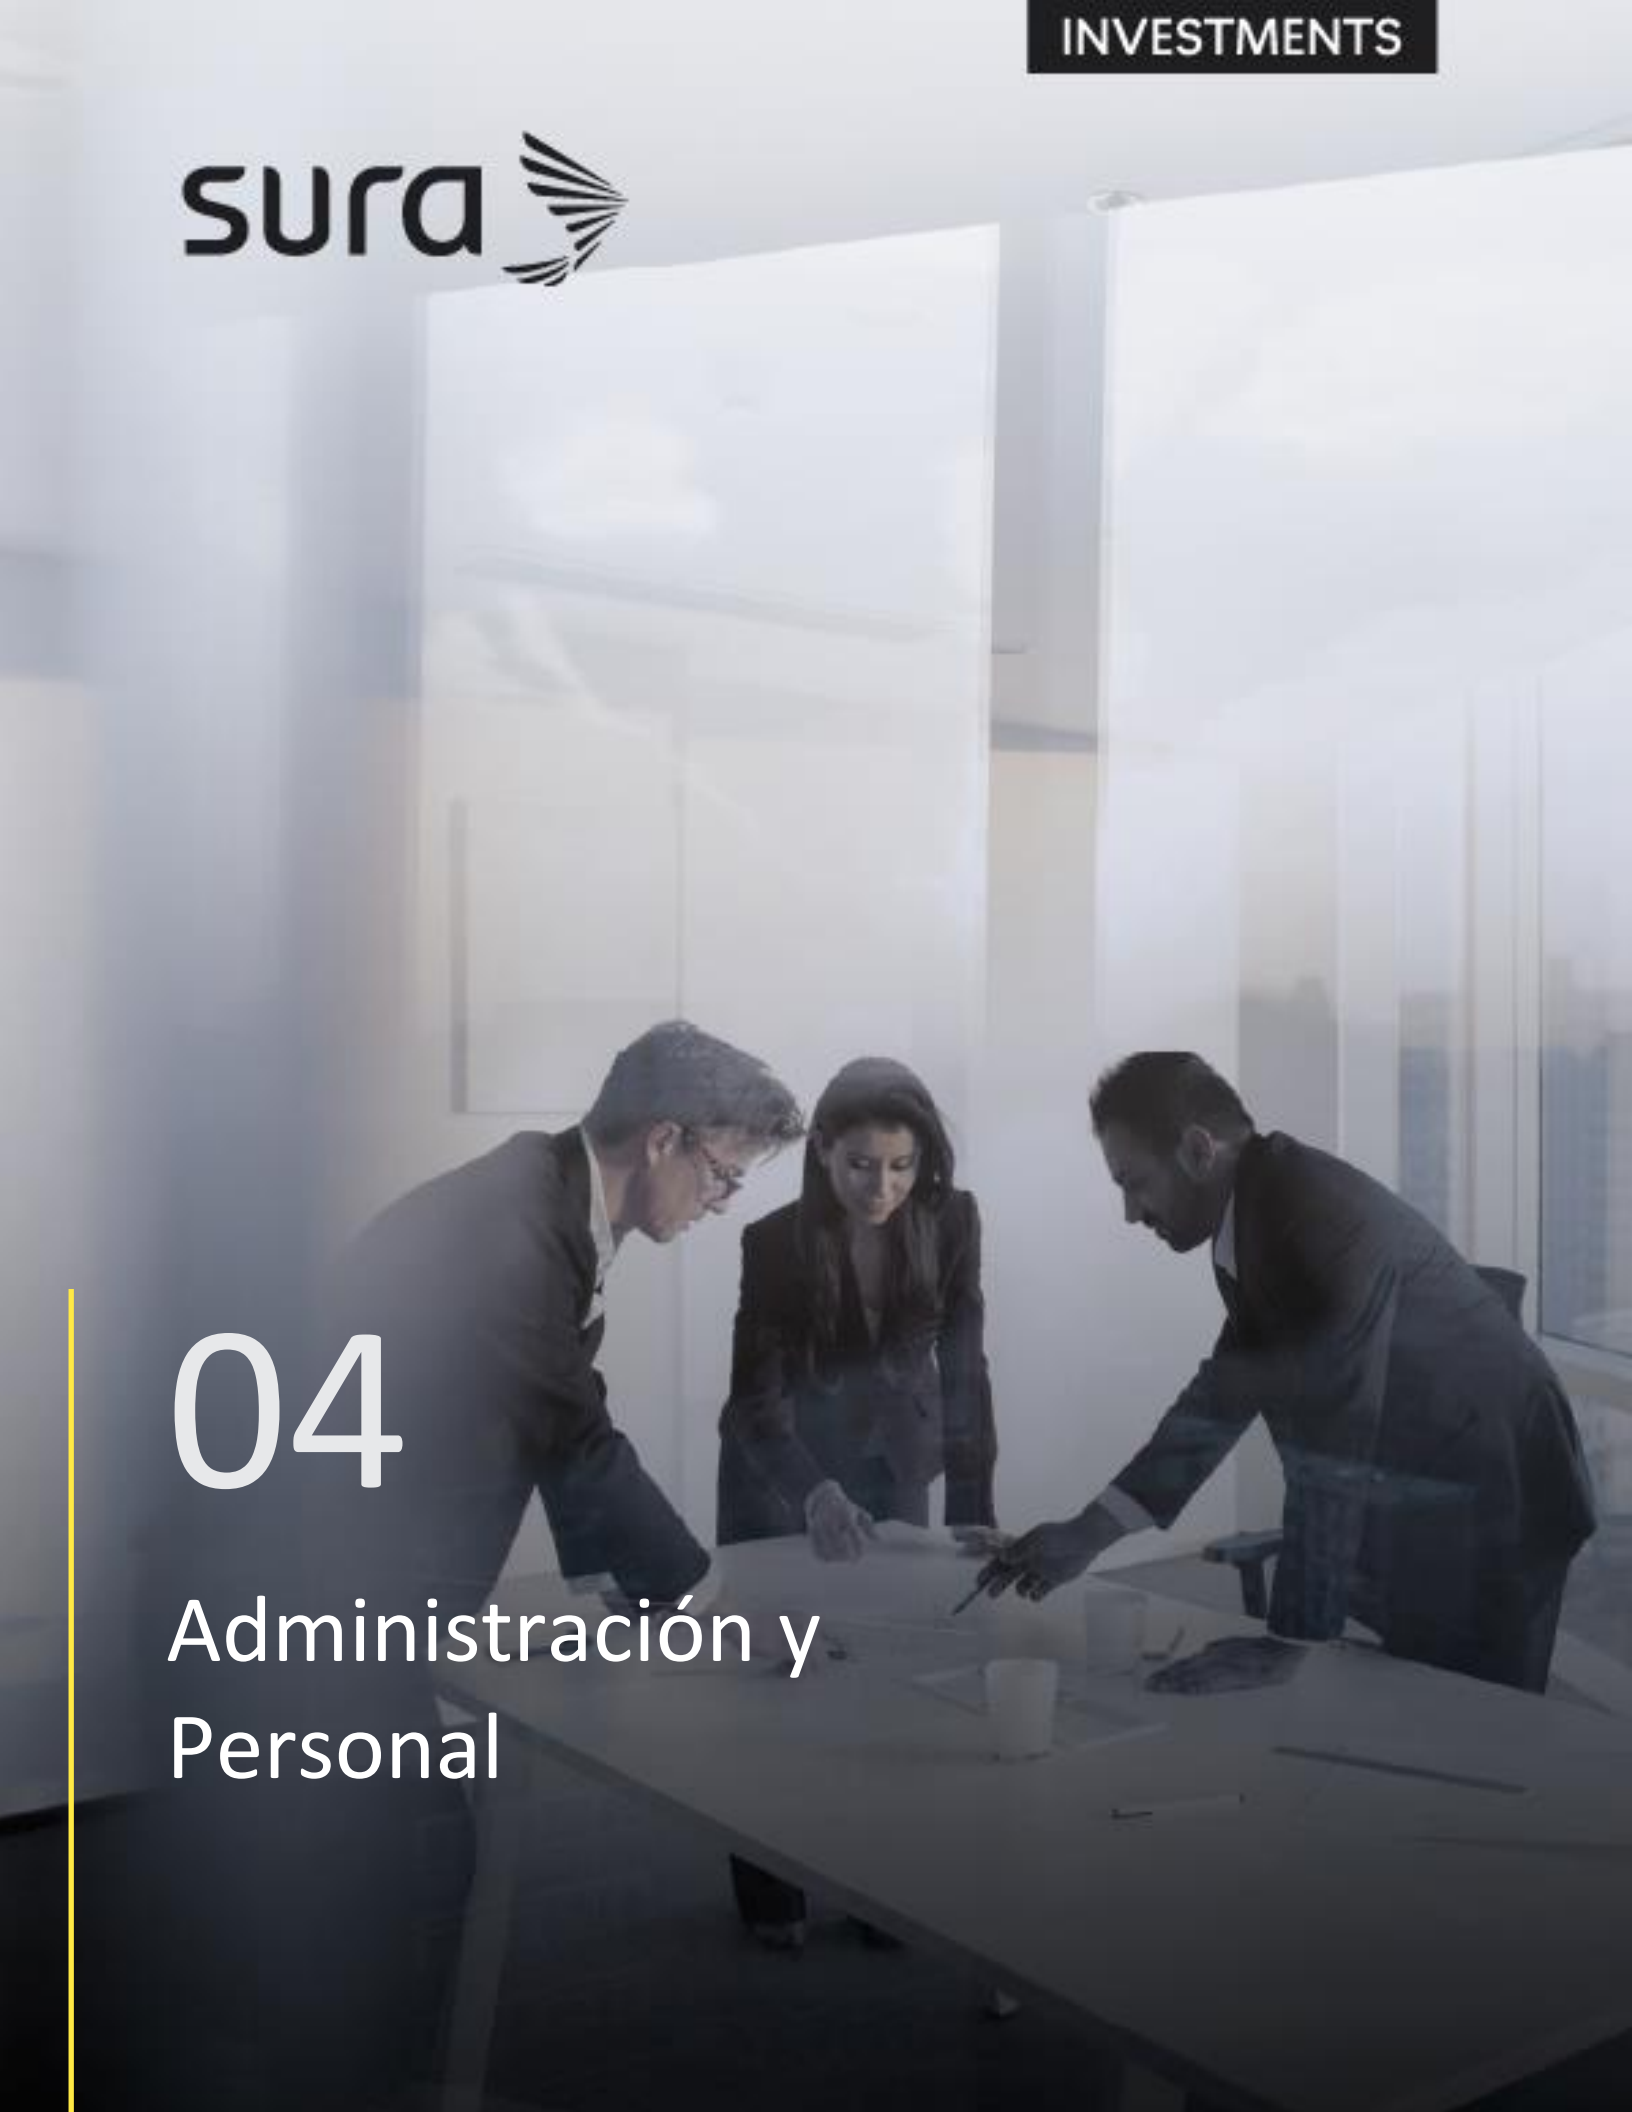 INVESTMENTS
sura
04
Administración y
Personal